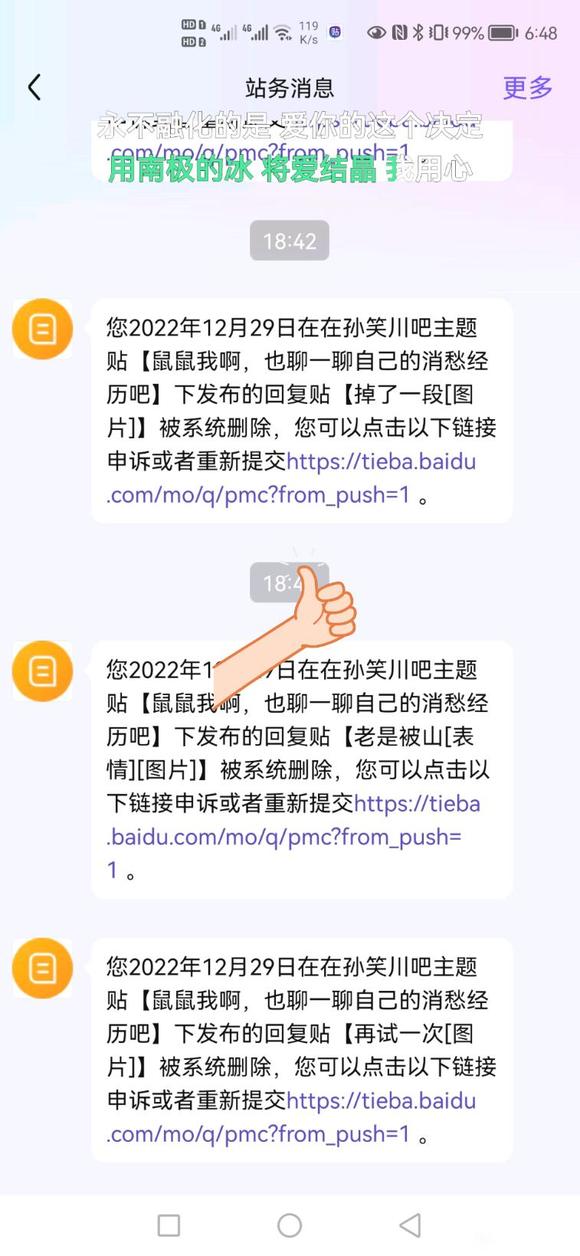 HD 1 4G 4G 119 99% 6:48
HD 2 K/s 贴
站务消息 更多
永不融化的是 爱你的这个决定
.com/mo/q/pmc?from_push=1 。
用南极的冰 将爱结晶 我用心
18:42
您2022年12月29日在在孙笑川吧主题
贴【鼠鼠我啊，也聊一聊自己的消愁经
历吧】下发布的回复贴【掉了一段[图
片]】被系统删除，您可以点击以下链接
申诉或者重新提交https://tieba.baidu
.com/mo/q/pmc?from_push=1 。
18:4
您2022年1 9日在在孙笑川吧主题
贴【鼠鼠我啊，也聊一聊自己的消愁经
历吧】下发布的回复贴【老是被山[表
情][图片]】被系统删除，您可以点击以
下链接申诉或者重新提交https://tieba
.baidu.com/mo/q/pmc?from_push=
1 。
您2022年12月29日在在孙笑川吧主题
贴【鼠鼠我啊，也聊一聊自己的消愁经
历吧】下发布的回复贴【再试一次[图
片]】被系统删除，您可以点击以下链接
申诉或者重新提交https://tieba.baidu
.com/mo/q/pmc?from_push=1 。